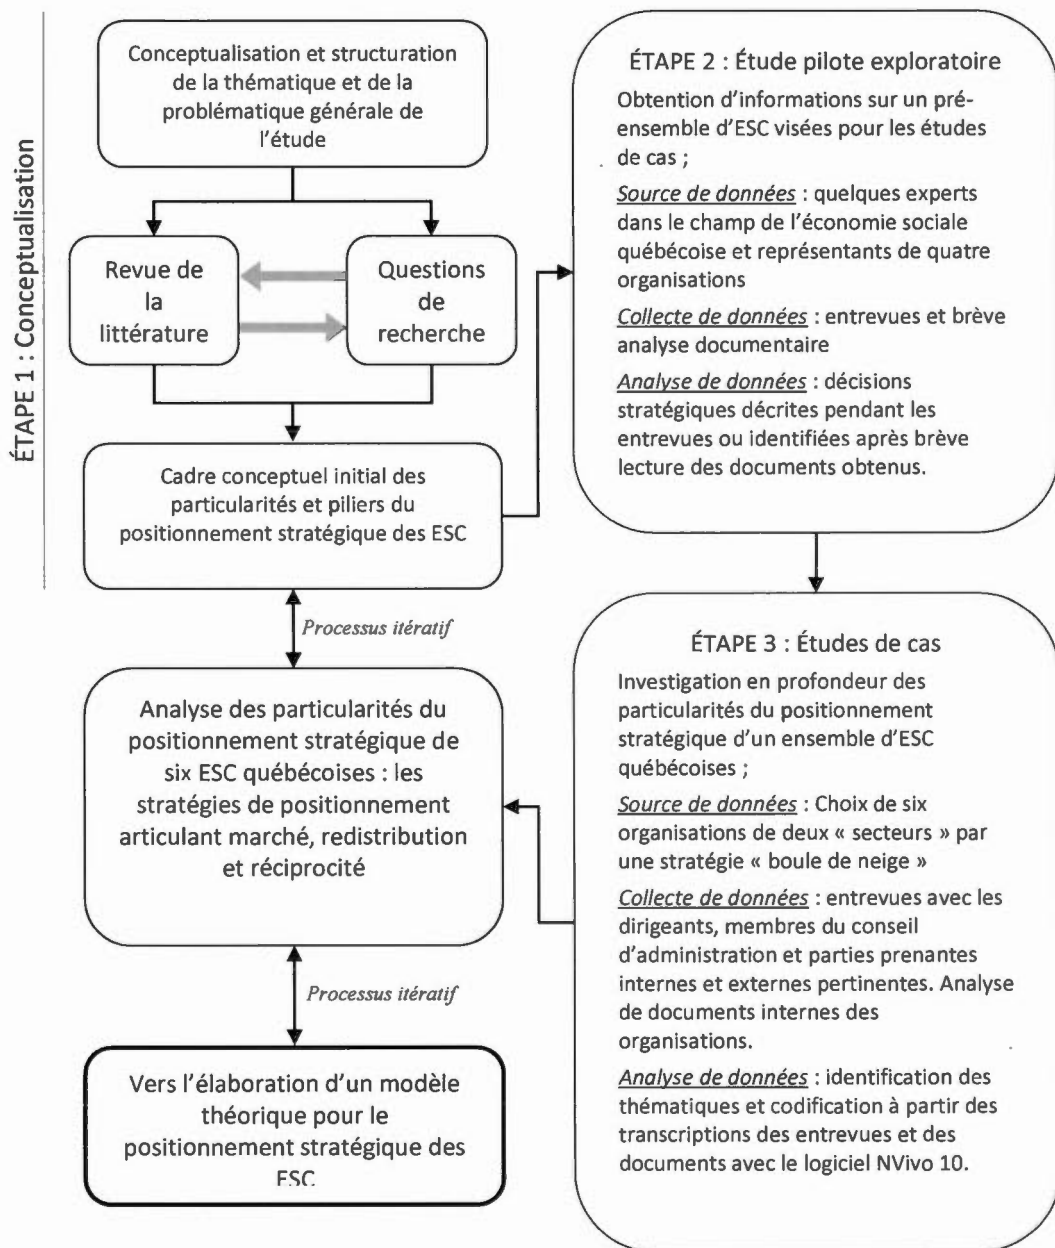 ÉTAPE 1 : Conceptualisation
Conceptualisation et structuration
de la thématique et de la
problématique générale de
l'étude
Revue de
la
littérature
Questions
de
recherche
Cadre conceptuel initial des
particularités et piliers du
positionnement stratégique des ESC
Processus itératif
Analyse des particularités du
positionnement stratégique de
six ESC québécoises : les
stratégies de positionnement
articulant marché, redistribution
et réciprocité
Processus itératif
Vers l'élaboration d'un modèle
théorique pour le
positionnement stratégique des
ESC
ÉTAPE 2 : Étude pilote exploratoire
Obtention d'informations sur un pré-
ensemble d'ESC visées pour les études
de cas ;
Source de données : quelques experts
dans le champ de l'économie sociale
québécoise et représentants de quatre
organisations
Collecte de données : entrevues et brève
analyse documentaire
Analyse de données : décisions
stratégiques décrites pendant les
entrevues ou identifiées après brève
lecture des documents obtenus.
ÉTAPE 3 : Études de cas
Investigation en profondeur des
particularités du positionnement
stratégique d'un ensemble d'ESC
québécoises ;
Source de données : Choix de six
organisations de deux « secteurs » par
une stratégie « boule de neige »
Collecte de données : entrevues avec les
dirigeants, membres du conseil
d'administration et parties prenantes
internes et externes pertinentes. Analyse
de documents internes des
organisations.
Analyse de données : identification des
thématiques et codification à partir des
transcriptions des entrevues et des
documents avec le logiciel NVivo 10.